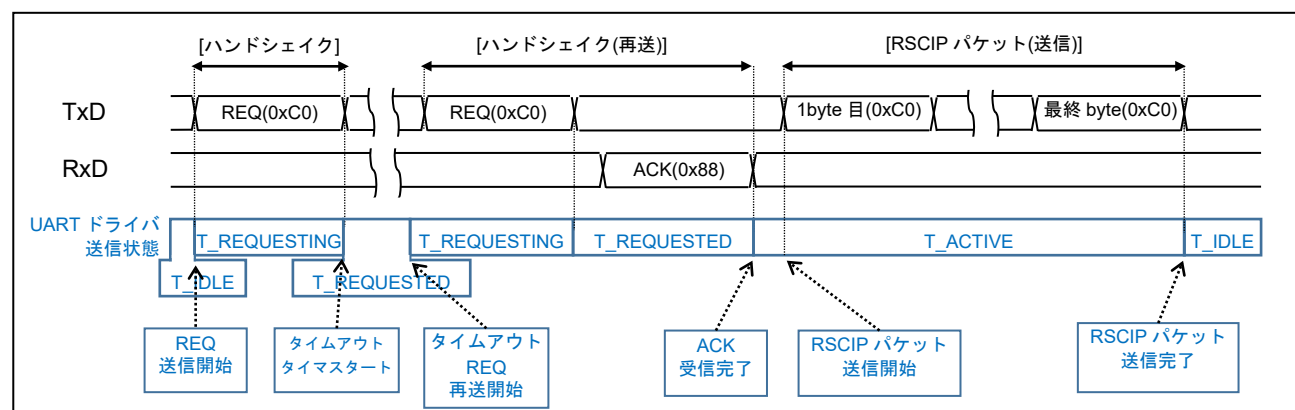 [ハンドシェイク]
[ハンドシェイク(再送)]
[RSCIP パケット(送信)]
TxD
REQ(0xC0)
REQ(0xC0)
1byte 目(0xC0)
最終 byte(0xC0)
RxD
ACK(0x88)
UART ドライバ
送信状態
T_REQUESTING
T_REQUESTING
T_REQUESTED
T_ACTIVE
T_IDLE
T_IDLE
T_REQUESTED
REQ
送信開始
タイムアウト
タイマスタート
タイムアウト
REQ
再送開始
ACK
受信完了
RSCIP パケット
送信開始
RSCIP パケット
送信完了